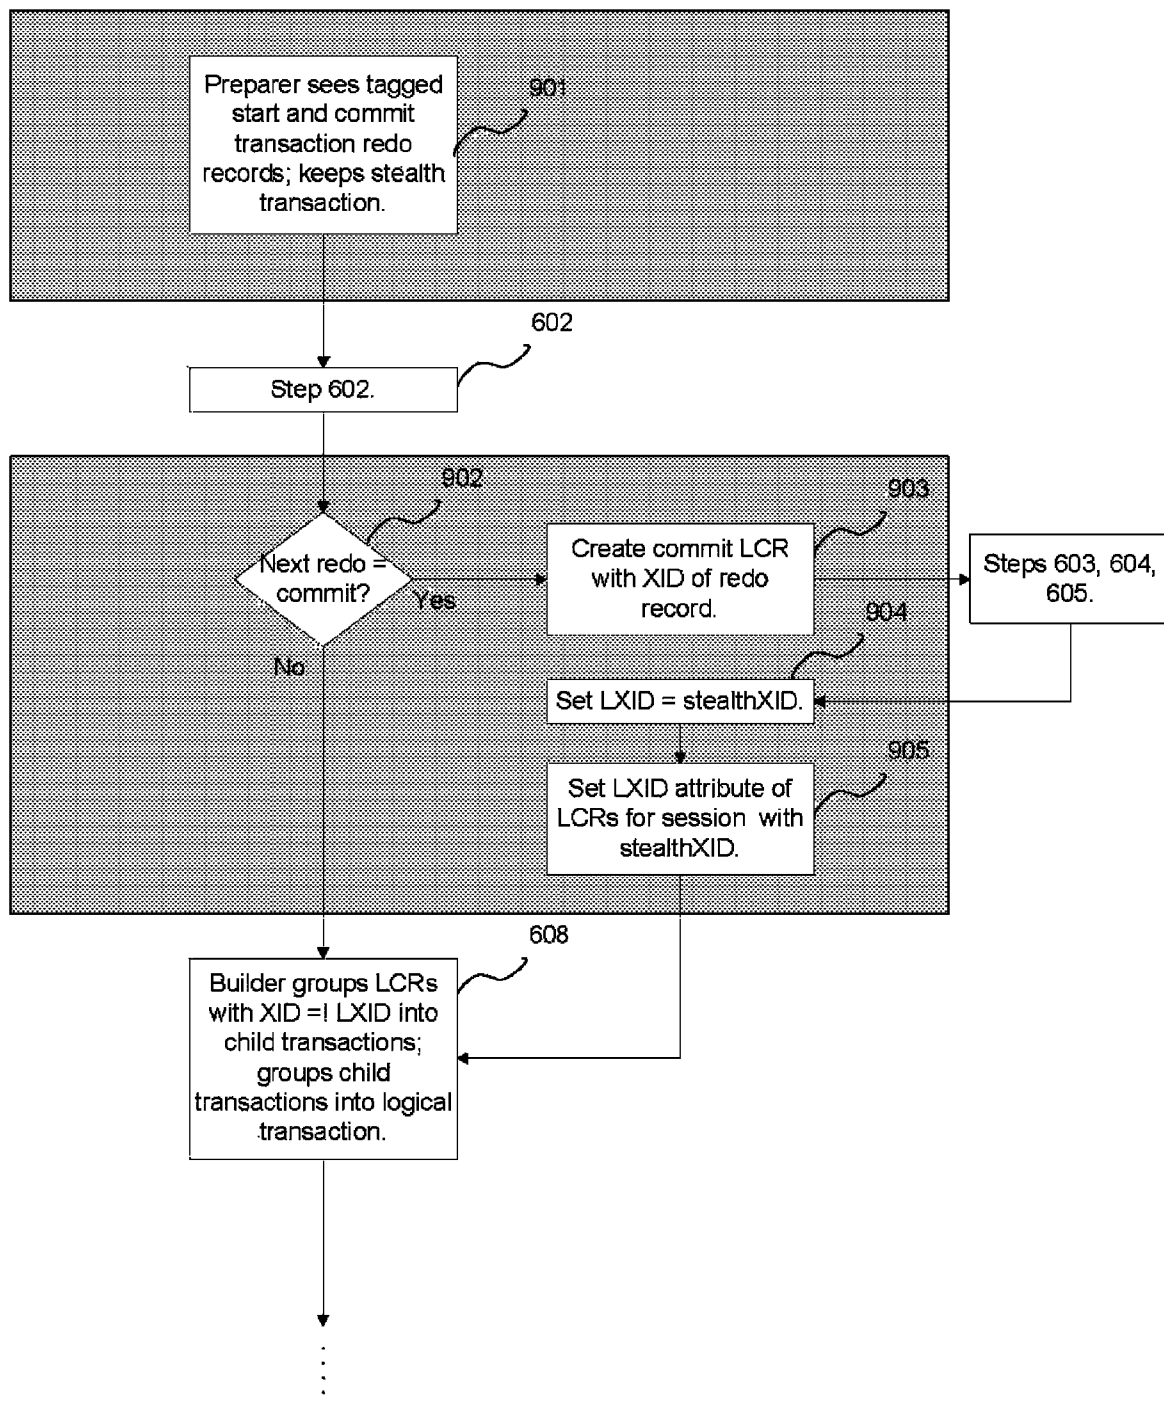 Preparer sees tagged
start and commit
transaction redo
records; keeps stealth
transaction.
901
602
Step 602.
902
Next redo =
commit?
Yes
No
903
Create commit LCR
with XID of redo
record.
Steps 603, 604,
605.
904
Set LXID = stealthXID.
905
Set LXID attribute of
LCRs for session with
stealthXID.
608
Builder groups LCRs
with XID =! LXID into
child transactions;
groups child
transactions into logical
transaction.